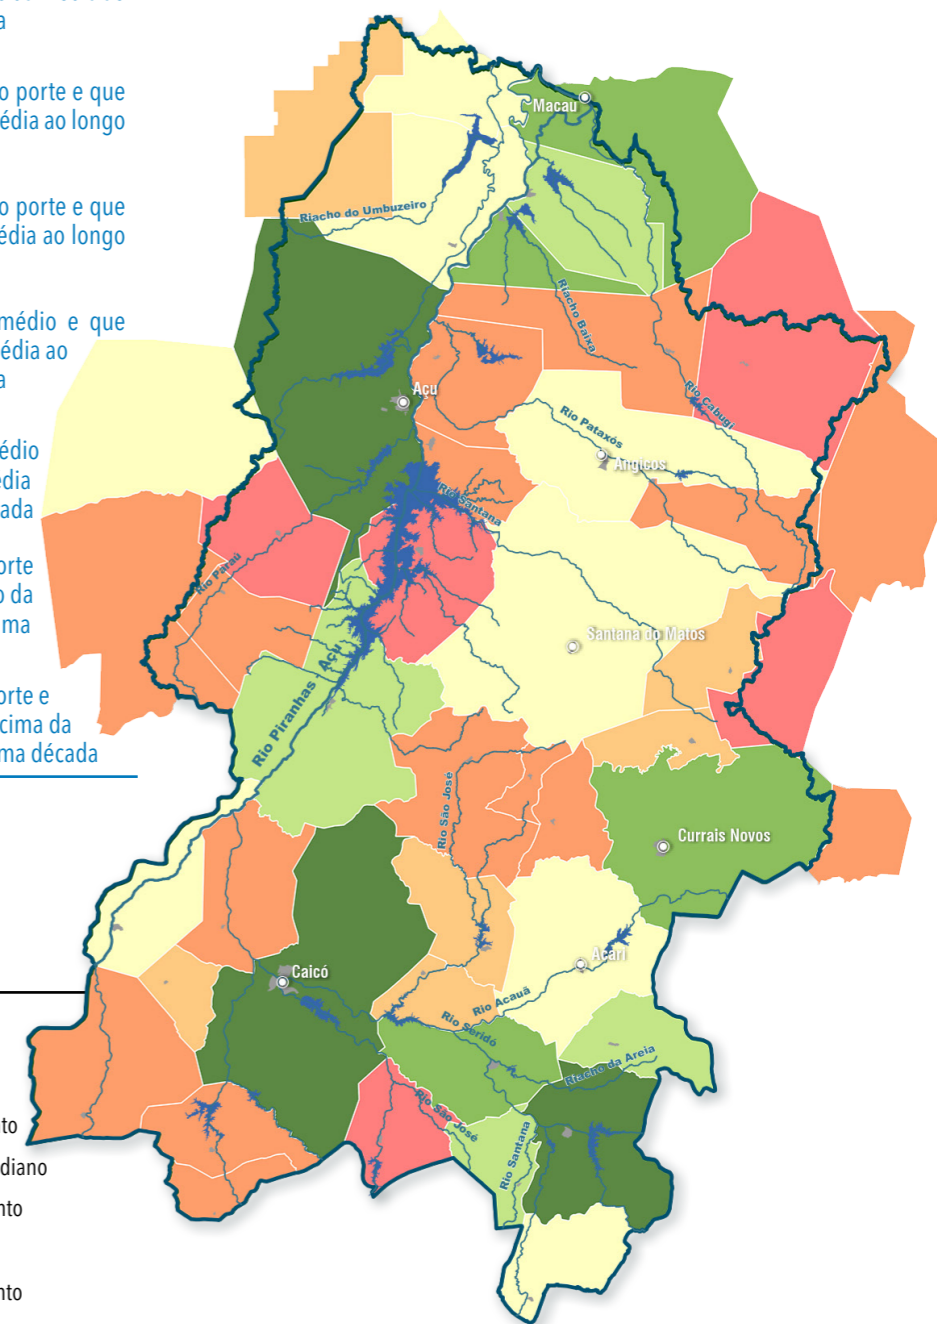 a
o porte e que
édia ao longo
o porte e que
édia ao longo
médio e que
édia ao
a
édio
édia
ada
orte
o da
ma
orte e
cima da
ma década
nto
diano
nto
nto
Macau
Riacho do Umbuzeiro
Riacho Baixa
Açu
Rio Cabugi
Rio Pataxós
Angicos
Rio Santana
Rio Paraú
Santana do Matos
Rio Piranhas - Açu
Rio São José
Currais Novos
Caicó
Acari
Rio Acauã
Rio Seridó
Riacho da Areia
Rio São José
Rio Santana